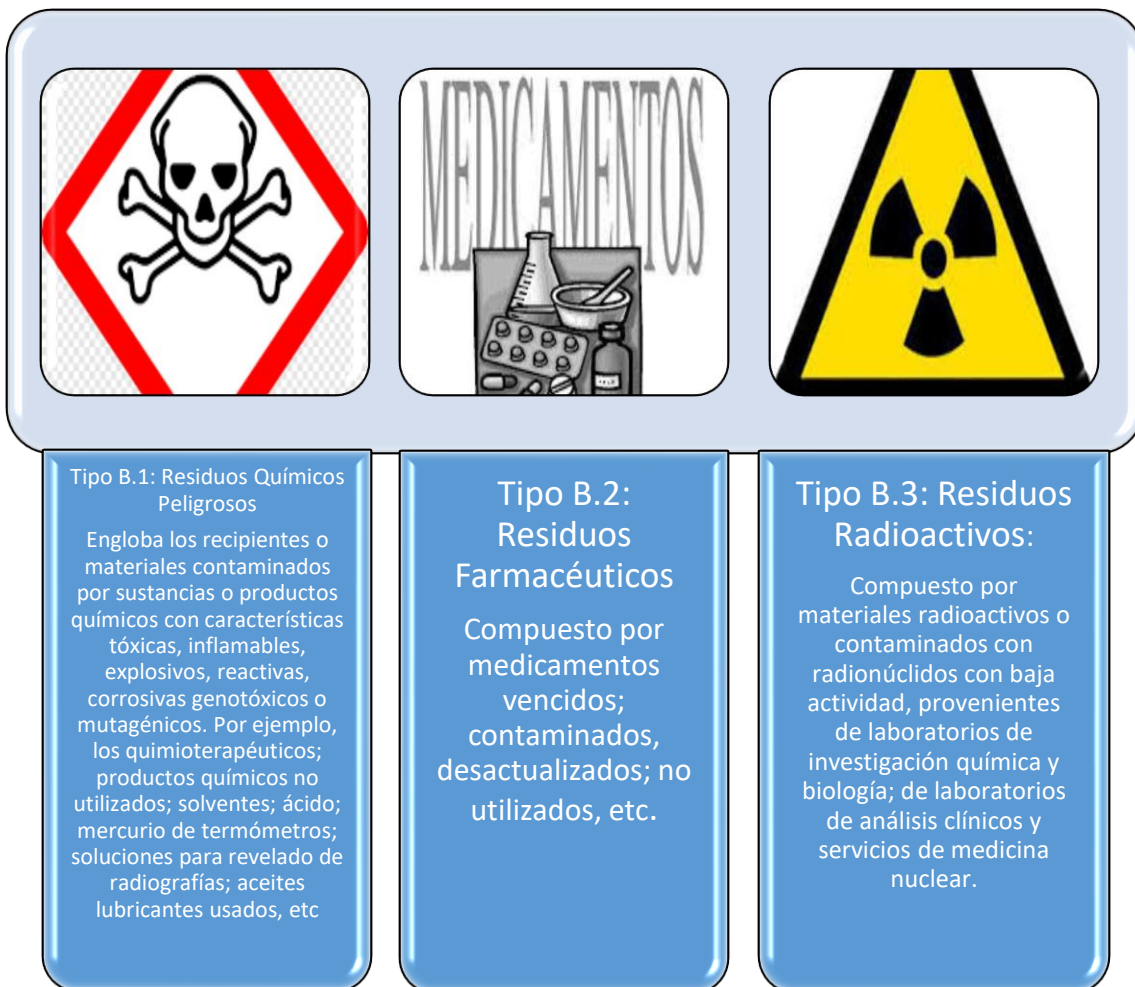 MEDICAMENTOS
Tipo B.1: Residuos Químicos
Peligrosos
Engloba los recipientes o
materiales contaminados
por sustancias o productos
químicos con características
tóxicas, inflamables,
explosivos, reactivas,
corrosivas genotóxicos o
mutagénicos. Por ejemplo,
los quimioterapéuticos;
productos químicos no
utilizados; solventes; ácido;
mercurio de termómetros;
soluciones para revelado de
radiografías; aceites
lubricantes usados, etc
Tipo B.2:
Residuos
Farmacéuticos
Compuesto por
medicamentos
vencidos;
contaminados,
desactualizados; no
utilizados, etc.
Tipo B.3: Residuos
Radioactivos:
Compuesto por
materiales radioactivos o
contaminados con
radionúclidos con baja
actividad, provenientes
de laboratorios de
investigación química y
biología; de laboratorios
de análisis clínicos y
servicios de medicina
nuclear.